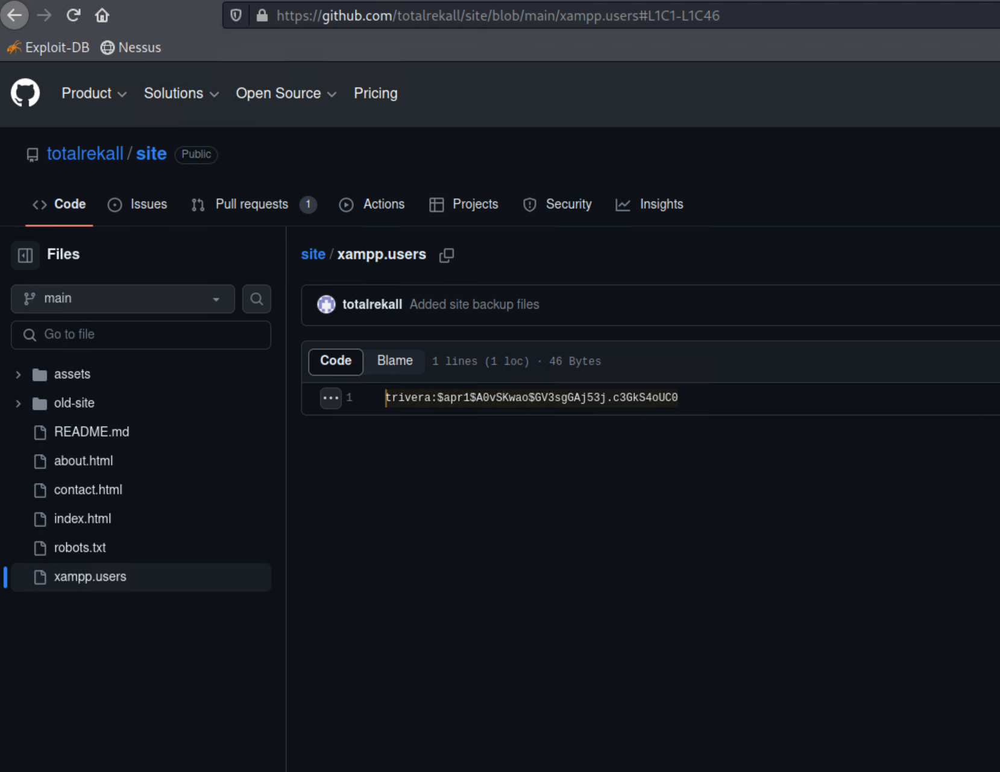 https://github.com/totalrekall/site/blob/main/xampp.users#L1C1-L1C46
Exploit-DB Nessus
Product Solutions Open Source Pricing
totalrekall / site Public
Code Issues Pull requests 1 Actions Projects Security Insights
Files
main
Go to file
assets
old-site
README.md
about.html
contact.html
index.html
robots.txt
xampp.users
site / xampp.users
totalrekall Added site backup files
Code Blame 1 lines (1 loc) · 46 Bytes
1 trivera:$apr1$A0vSKwao$GV3sgGAj53j.c3GkS4oUC0